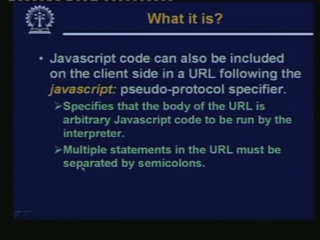 What it is?
• Javascript code can also be included
on the client side in a URL following the
javascript: pseudo-protocol specifier.
➢Specifies that the body of the URL is
arbitrary Javascript code to be run by the
interpreter.
➢Multiple statements in the URL must be
separated by semicolons.